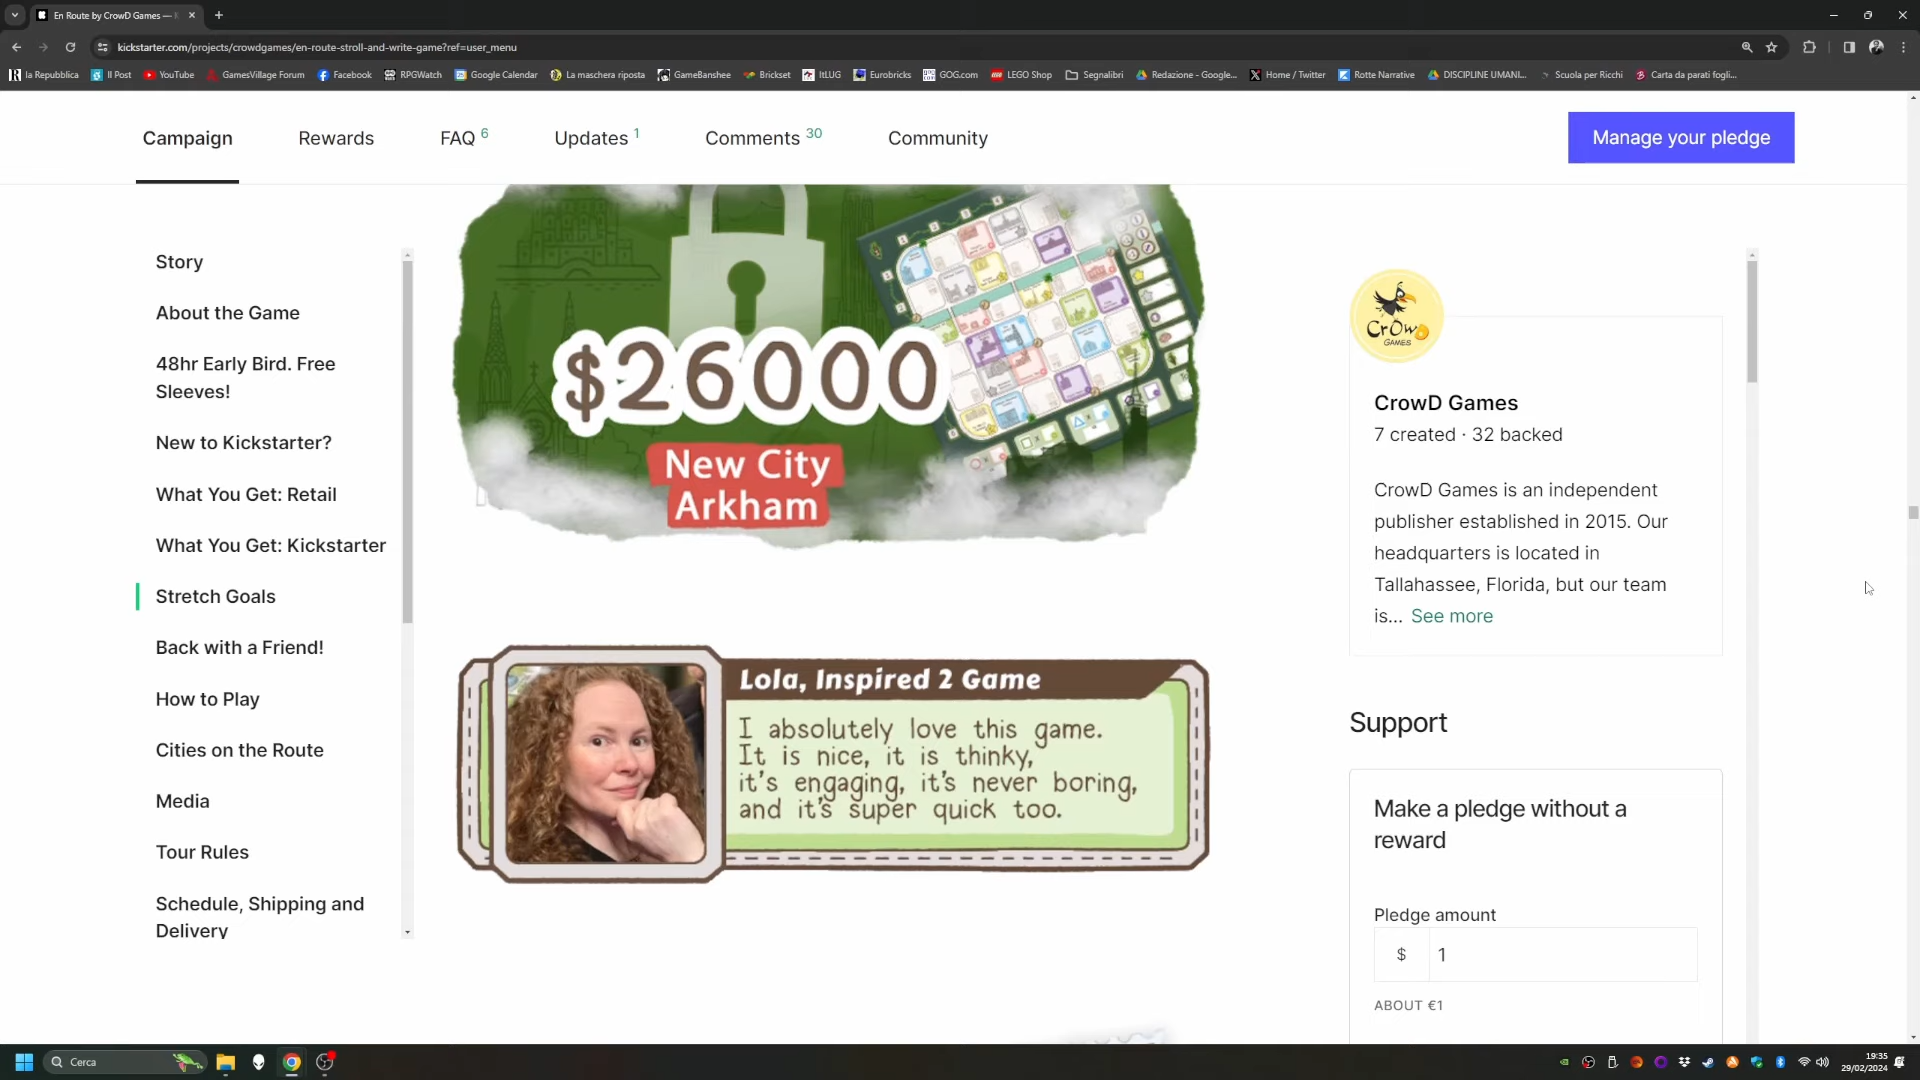 En Route by CrowD Games — K
kickstarter.com/projects/crowdgames/en-route-stroll-and-write-game?ref=user_menu
la Repubblica
Il Post
YouTube
GamesVillage Forum
Facebook
RPGWatch
Google Calendar
La maschera riposta
GameBanshee
Brickset
ItLUG
Eurobricks
GOG.com
LEGO Shop
Segnalibri
Redazione - Google...
Home / Twitter
Rotte Narrative
DISCIPLINE UMANI...
Scuola per Ricchi
Carta da parati fogli...
Campaign
Rewards
FAQ 6
Updates 1
Comments 30
Community
Manage your pledge
Story
About the Game
48hr Early Bird. Free
Sleeves!
New to Kickstarter?
What You Get: Retail
What You Get: Kickstarter
Stretch Goals
Back with a Friend!
How to Play
Cities on the Route
Media
Tour Rules
Schedule, Shipping and
Delivery
$26000
New City
Arkham
Lola, Inspired 2 Game
I absolutely love this game.
It is nice, it is thinky,
it's engaging, it's never boring,
and it's super quick too.
CrOwD
GAMES
CrowD Games
7 created · 32 backed
CrowD Games is an independent
publisher established in 2015. Our
headquarters is located in
Tallahassee, Florida, but our team
is... See more
Support
Make a pledge without a
reward
Pledge amount
$ 1
ABOUT €1
Cerca
19:35
29/02/2024